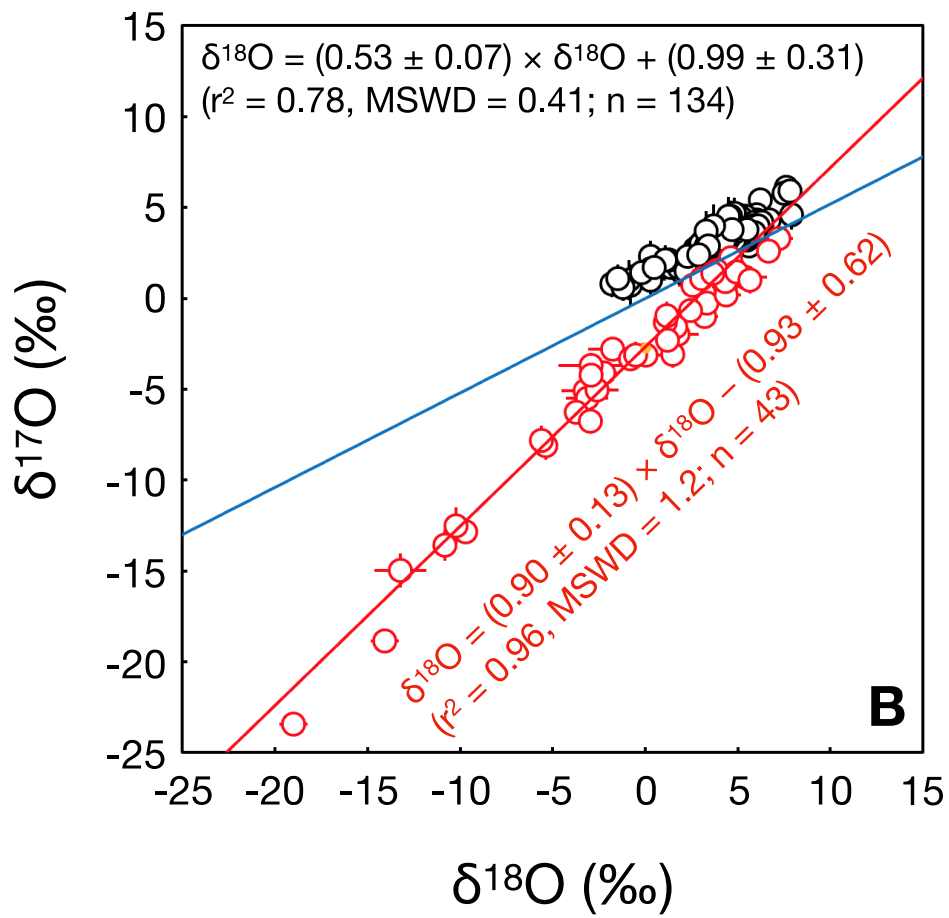 15
10
5
0
-5
-10
-15
-20
-25
δ¹⁷O (‰)
δ¹⁸O = (0.53 ± 0.07) × δ¹⁸O + (0.99 ± 0.31)
(r² = 0.78, MSWD = 0.41; n = 134)
δ¹⁸O = (0.90 ± 0.13) × δ¹⁸O − (0.93 ± 0.62)
(r² = 0.96, MSWD = 1.2; n = 43)
B
-25 -20 -15 -10 -5 0 5 10 15
δ¹⁸O (‰)